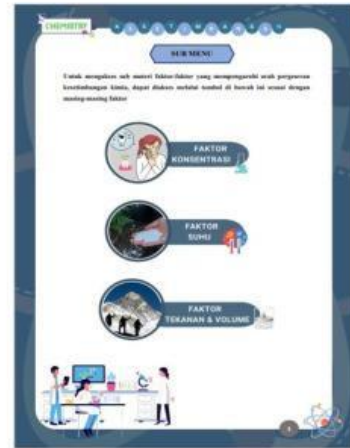 CHEMISTRY
SUB MENU
Untuk mengakses sub materi faktor-faktor yang mempengaruhi arah pergeseran
kesetimbangan kimia, dapat diakses melalui tombol di bawah ini sesuai dengan
masing-masing faktor
FAKTOR
KONSENTRASI
FAKTOR
SUHU
FAKTOR
TEKANAN & VOLUME